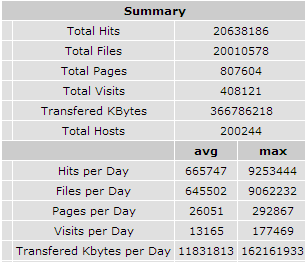 Summary
Total Hits 20638186
Total Files 20010578
Total Pages 807604
Total Visits 408121
Transfered KBytes 366786218
Total Hosts 200244
avg max
Hits per Day 665747 9253444
Files per Day 645502 9062232
Pages per Day 26051 292867
Visits per Day 13165 177469
Transfered Kbytes per Day 11831813 162161933